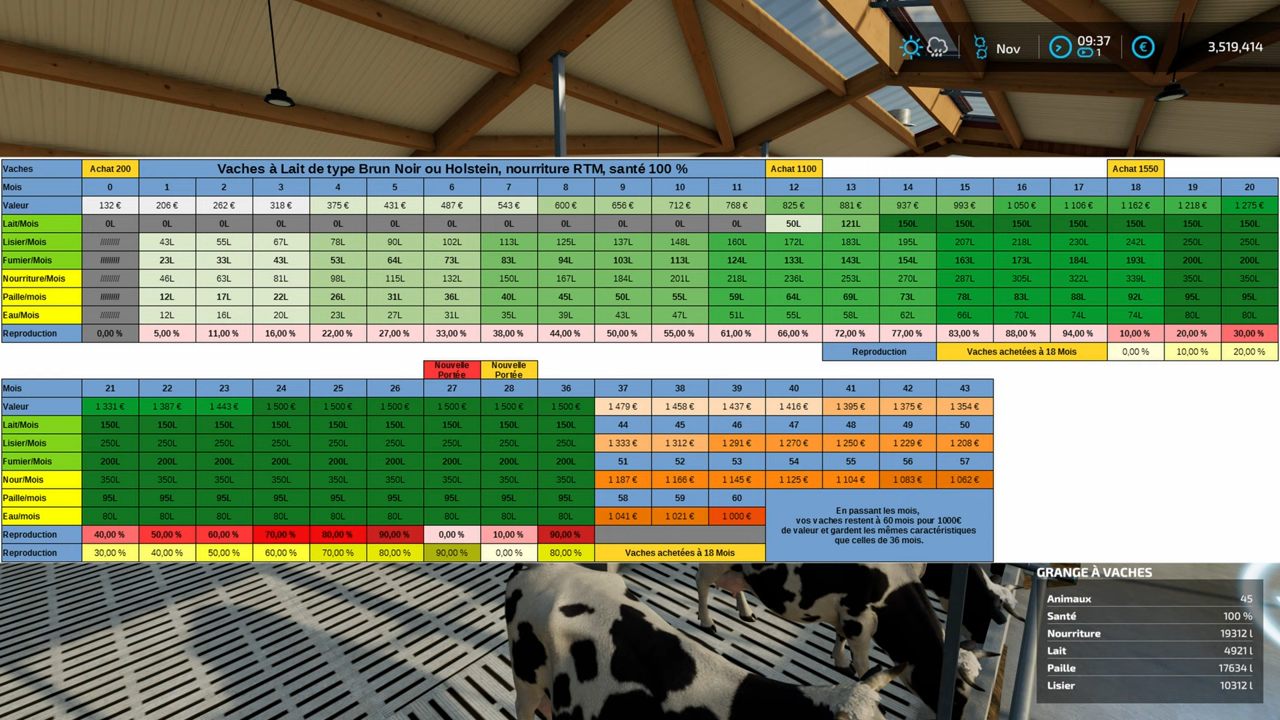 Nov
09:37
1
3,519,414
Vaches Achat 200 Vaches à Lait de type Brun Noir ou Holstein, nourriture RTM, santé 100 % Achat 1100 Achat 1550
Mois 0 1 2 3 4 5 6 7 8 9 10 11 12 13 14 15 16 17 18 19 20
Valeur 132 € 206 € 262 € 318 € 375 € 431 € 487 € 543 € 600 € 656 € 712 € 768 € 825 € 881 € 937 € 993 € 1 050 € 1 106 € 1 162 € 1 218 € 1 275 €
Lait/Mois 0L 0L 0L 0L 0L 0L 0L 0L 0L 0L 0L 0L 50L 121L 150L 150L 150L 150L 150L 150L 150L
Lisier/Mois ///////// 43L 55L 67L 78L 90L 102L 113L 125L 137L 148L 160L 172L 183L 195L 207L 218L 230L 242L 250L 250L
Fumier/Mois ///////// 23L 33L 43L 53L 64L 73L 83L 94L 103L 113L 124L 133L 143L 154L 163L 173L 184L 193L 200L 200L
Nourriture/Mois ///////// 46L 63L 81L 98L 115L 132L 150L 167L 184L 201L 218L 236L 253L 270L 287L 305L 322L 339L 350L 350L
Paille/mois ///////// 12L 17L 22L 26L 31L 36L 40L 45L 50L 55L 59L 64L 69L 73L 78L 83L 88L 92L 95L 95L
Eau/Mois ///////// 12L 16L 20L 23L 27L 31L 35L 39L 43L 47L 51L 55L 58L 62L 66L 70L 74L 74L 80L 80L
Reproduction 0,00 % 5,00 % 11,00 % 16,00 % 22,00 % 27,00 % 33,00 % 38,00 % 44,00 % 50,00 % 55,00 % 61,00 % 66,00 % 72,00 % 77,00 % 83,00 % 88,00 % 94,00 % 10,00 % 20,00 % 30,00 %
Reproduction Vaches achetées à 18 Mois 0,00 % 10,00 % 20,00 %
Nouvelle Nouvelle
Portée Portée
Mois 21 22 23 24 25 26 27 28 36 37 38 39 40 41 42 43
Valeur 1 331 € 1 387 € 1 443 € 1 500 € 1 500 € 1 500 € 1 500 € 1 500 € 1 500 € 1 479 € 1 458 € 1 437 € 1 416 € 1 395 € 1 375 € 1 354 €
Lait/Mois 150L 150L 150L 150L 150L 150L 150L 150L 150L 44 45 46 47 48 49 50
Lisier/Mois 250L 250L 250L 250L 250L 250L 250L 250L 250L 1 333 € 1 312 € 1 291 € 1 270 € 1 250 € 1 229 € 1 208 €
Fumier/Mois 200L 200L 200L 200L 200L 200L 200L 200L 200L 51 52 53 54 55 56 57
Nour/Mois 350L 350L 350L 350L 350L 350L 350L 350L 350L 1 187 € 1 166 € 1 145 € 1 125 € 1 104 € 1 083 € 1 062 €
Paille/mois 95L 95L 95L 95L 95L 95L 95L 95L 95L 58 59 60
Eau/mois 80L 80L 80L 80L 80L 80L 80L 80L 80L 1 041 € 1 021 € 1 000 €
Reproduction 40,00 % 50,00 % 60,00 % 70,00 % 80,00 % 90,00 % 0,00 % 10,00 % 90,00 %
Reproduction 30,00 % 40,00 % 50,00 % 60,00 % 70,00 % 80,00 % 90,00 % 0,00 % 80,00 % Vaches achetées à 18 Mois
En passant les mois,
vos vaches restent à 60 mois pour 1000€
de valeur et gardent les mêmes caractéristiques
que celles de 36 mois.
GRANGE À VACHES
Animaux 45
Santé 100 %
Nourriture 19312 l
Lait 4921 l
Paille 17634 l
Lisier 10312 l